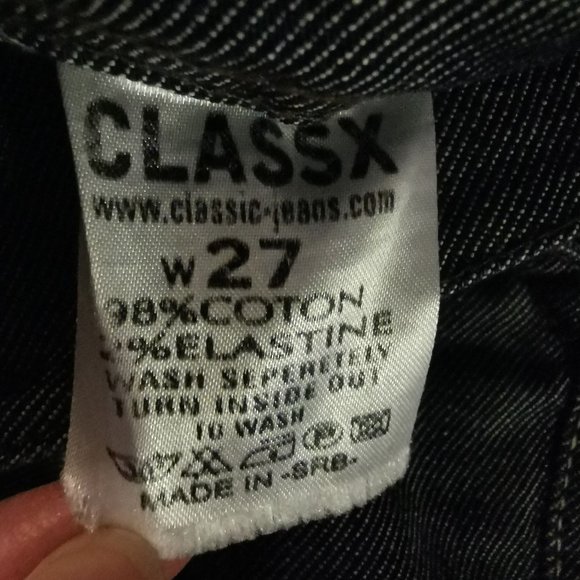 CLASSX
www.classic-jeans.com
W27
98%COTON
2%ELASTINE
WASH SEPERETELY
TURN INSIDE OUT
TO WASH
P
MADE IN -SRB-